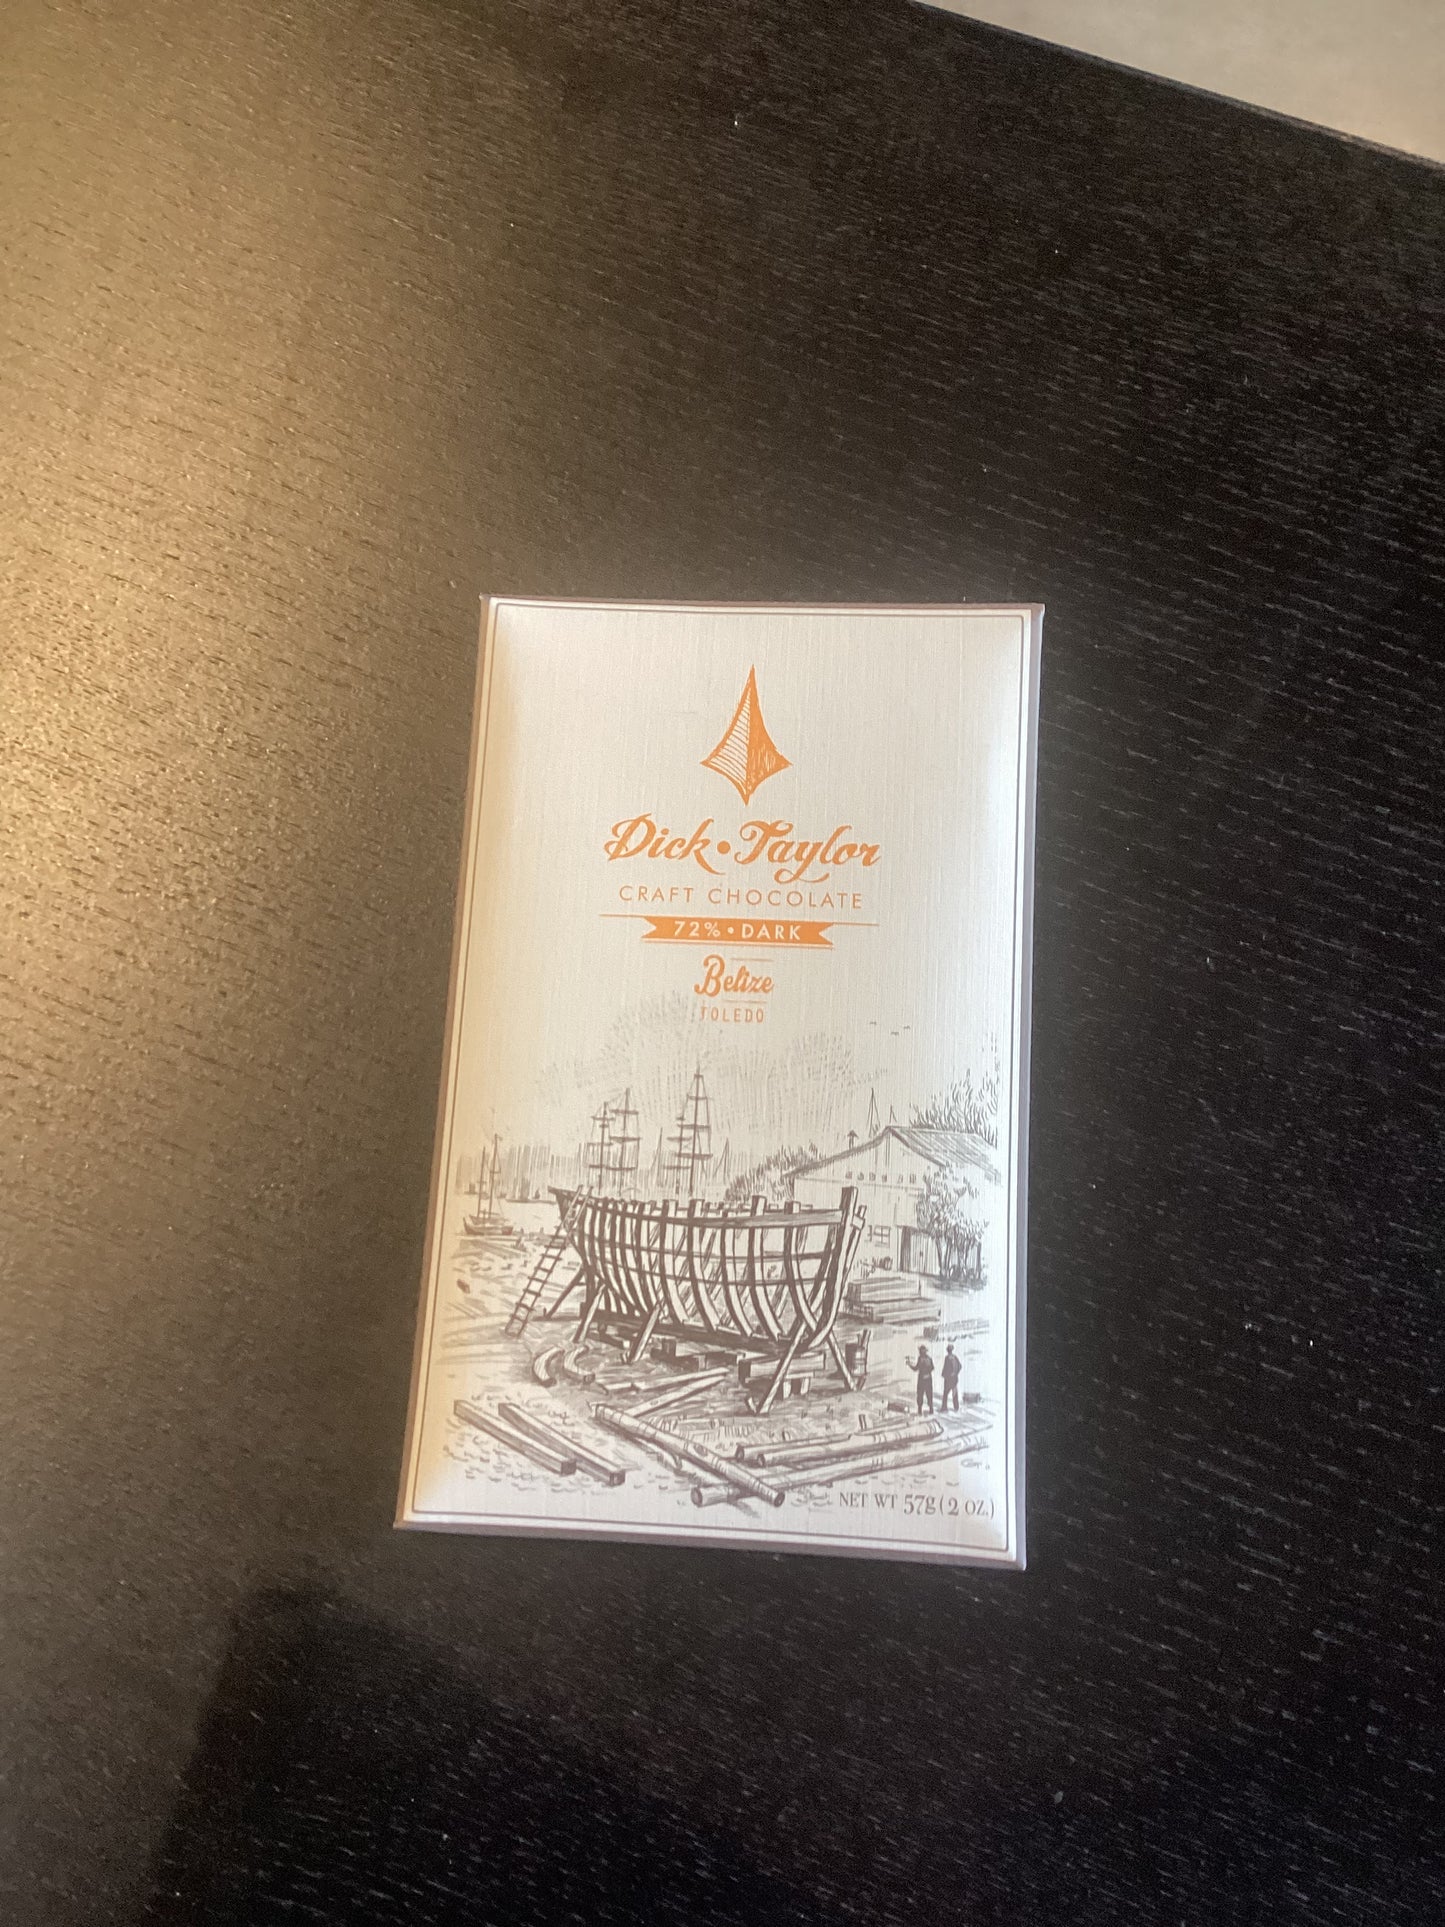 Dick • Taylor
CRAFT CHOCOLATE
72% • DARK
Belize
TOLEDO
NET WT 57g (2 OZ.)